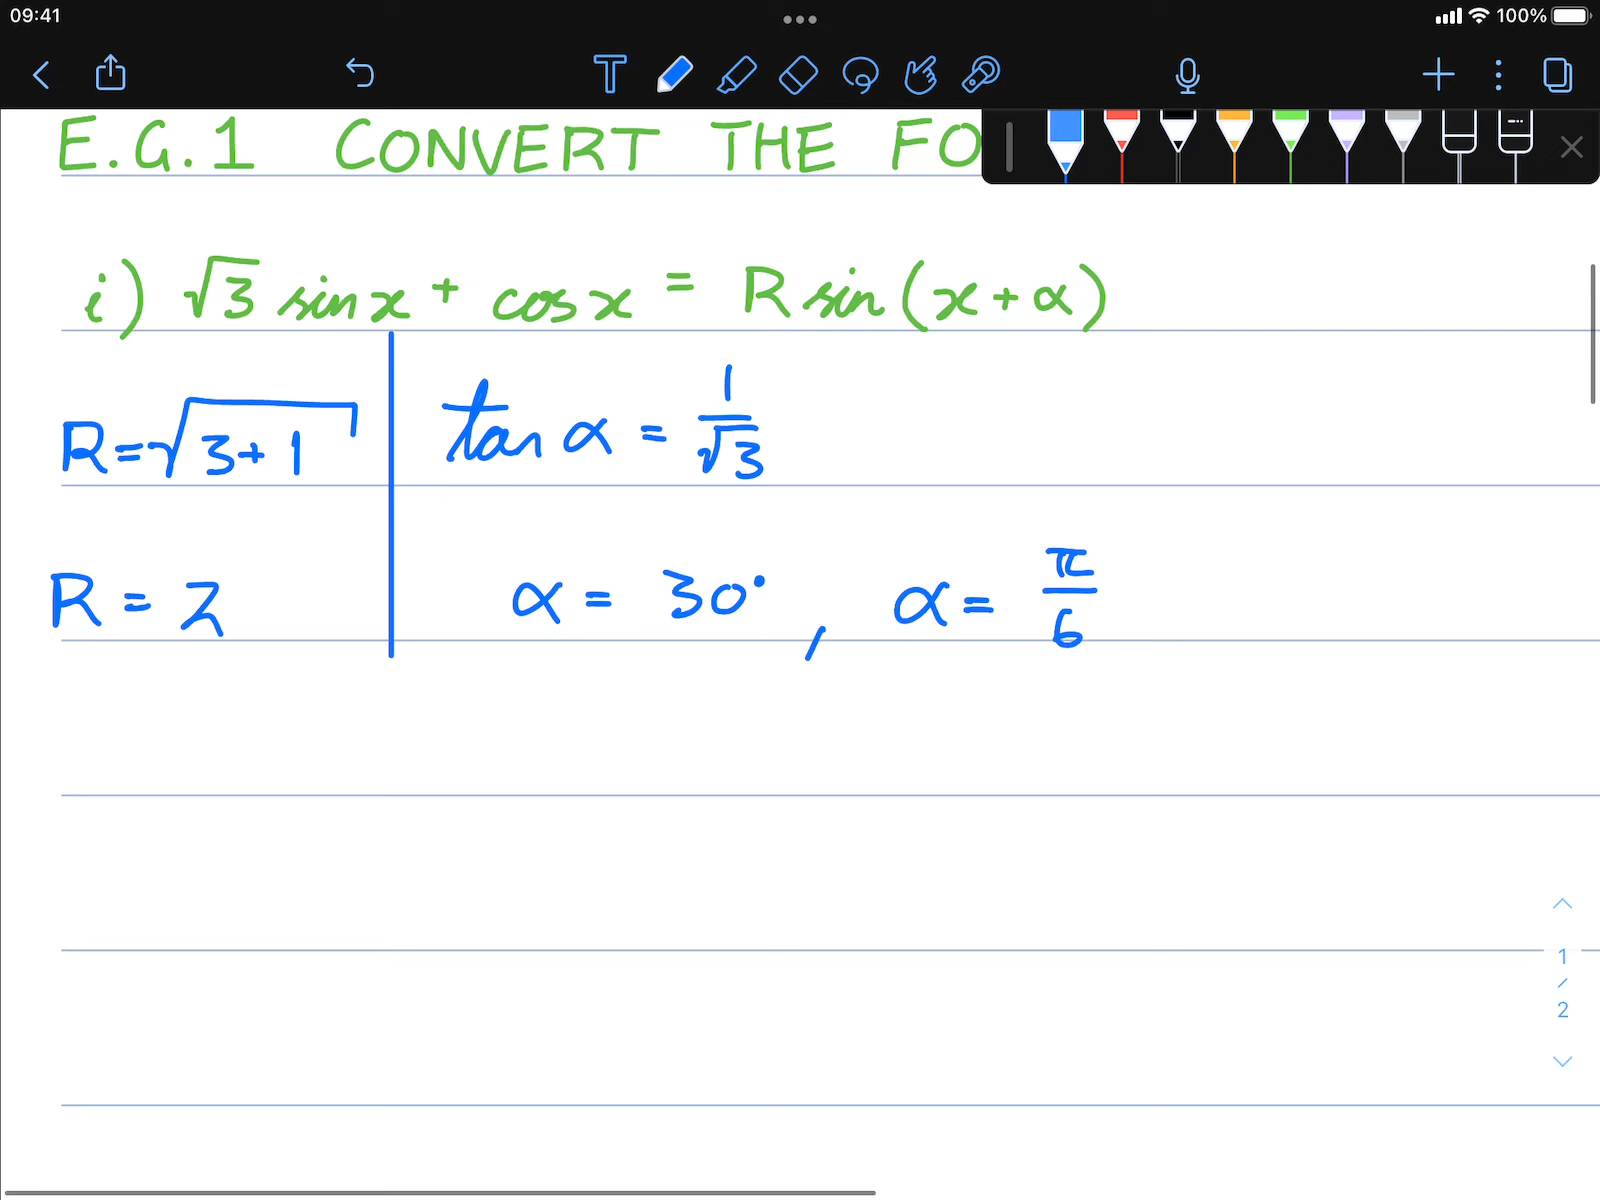 09:41 100%
E.G.1 CONVERT THE FO
i) √3 sin x + cos x = R sin (x + α)
R = √3+1 tan α = 1/√3
R = 2 α = 30° , α = π/6
1
/
2